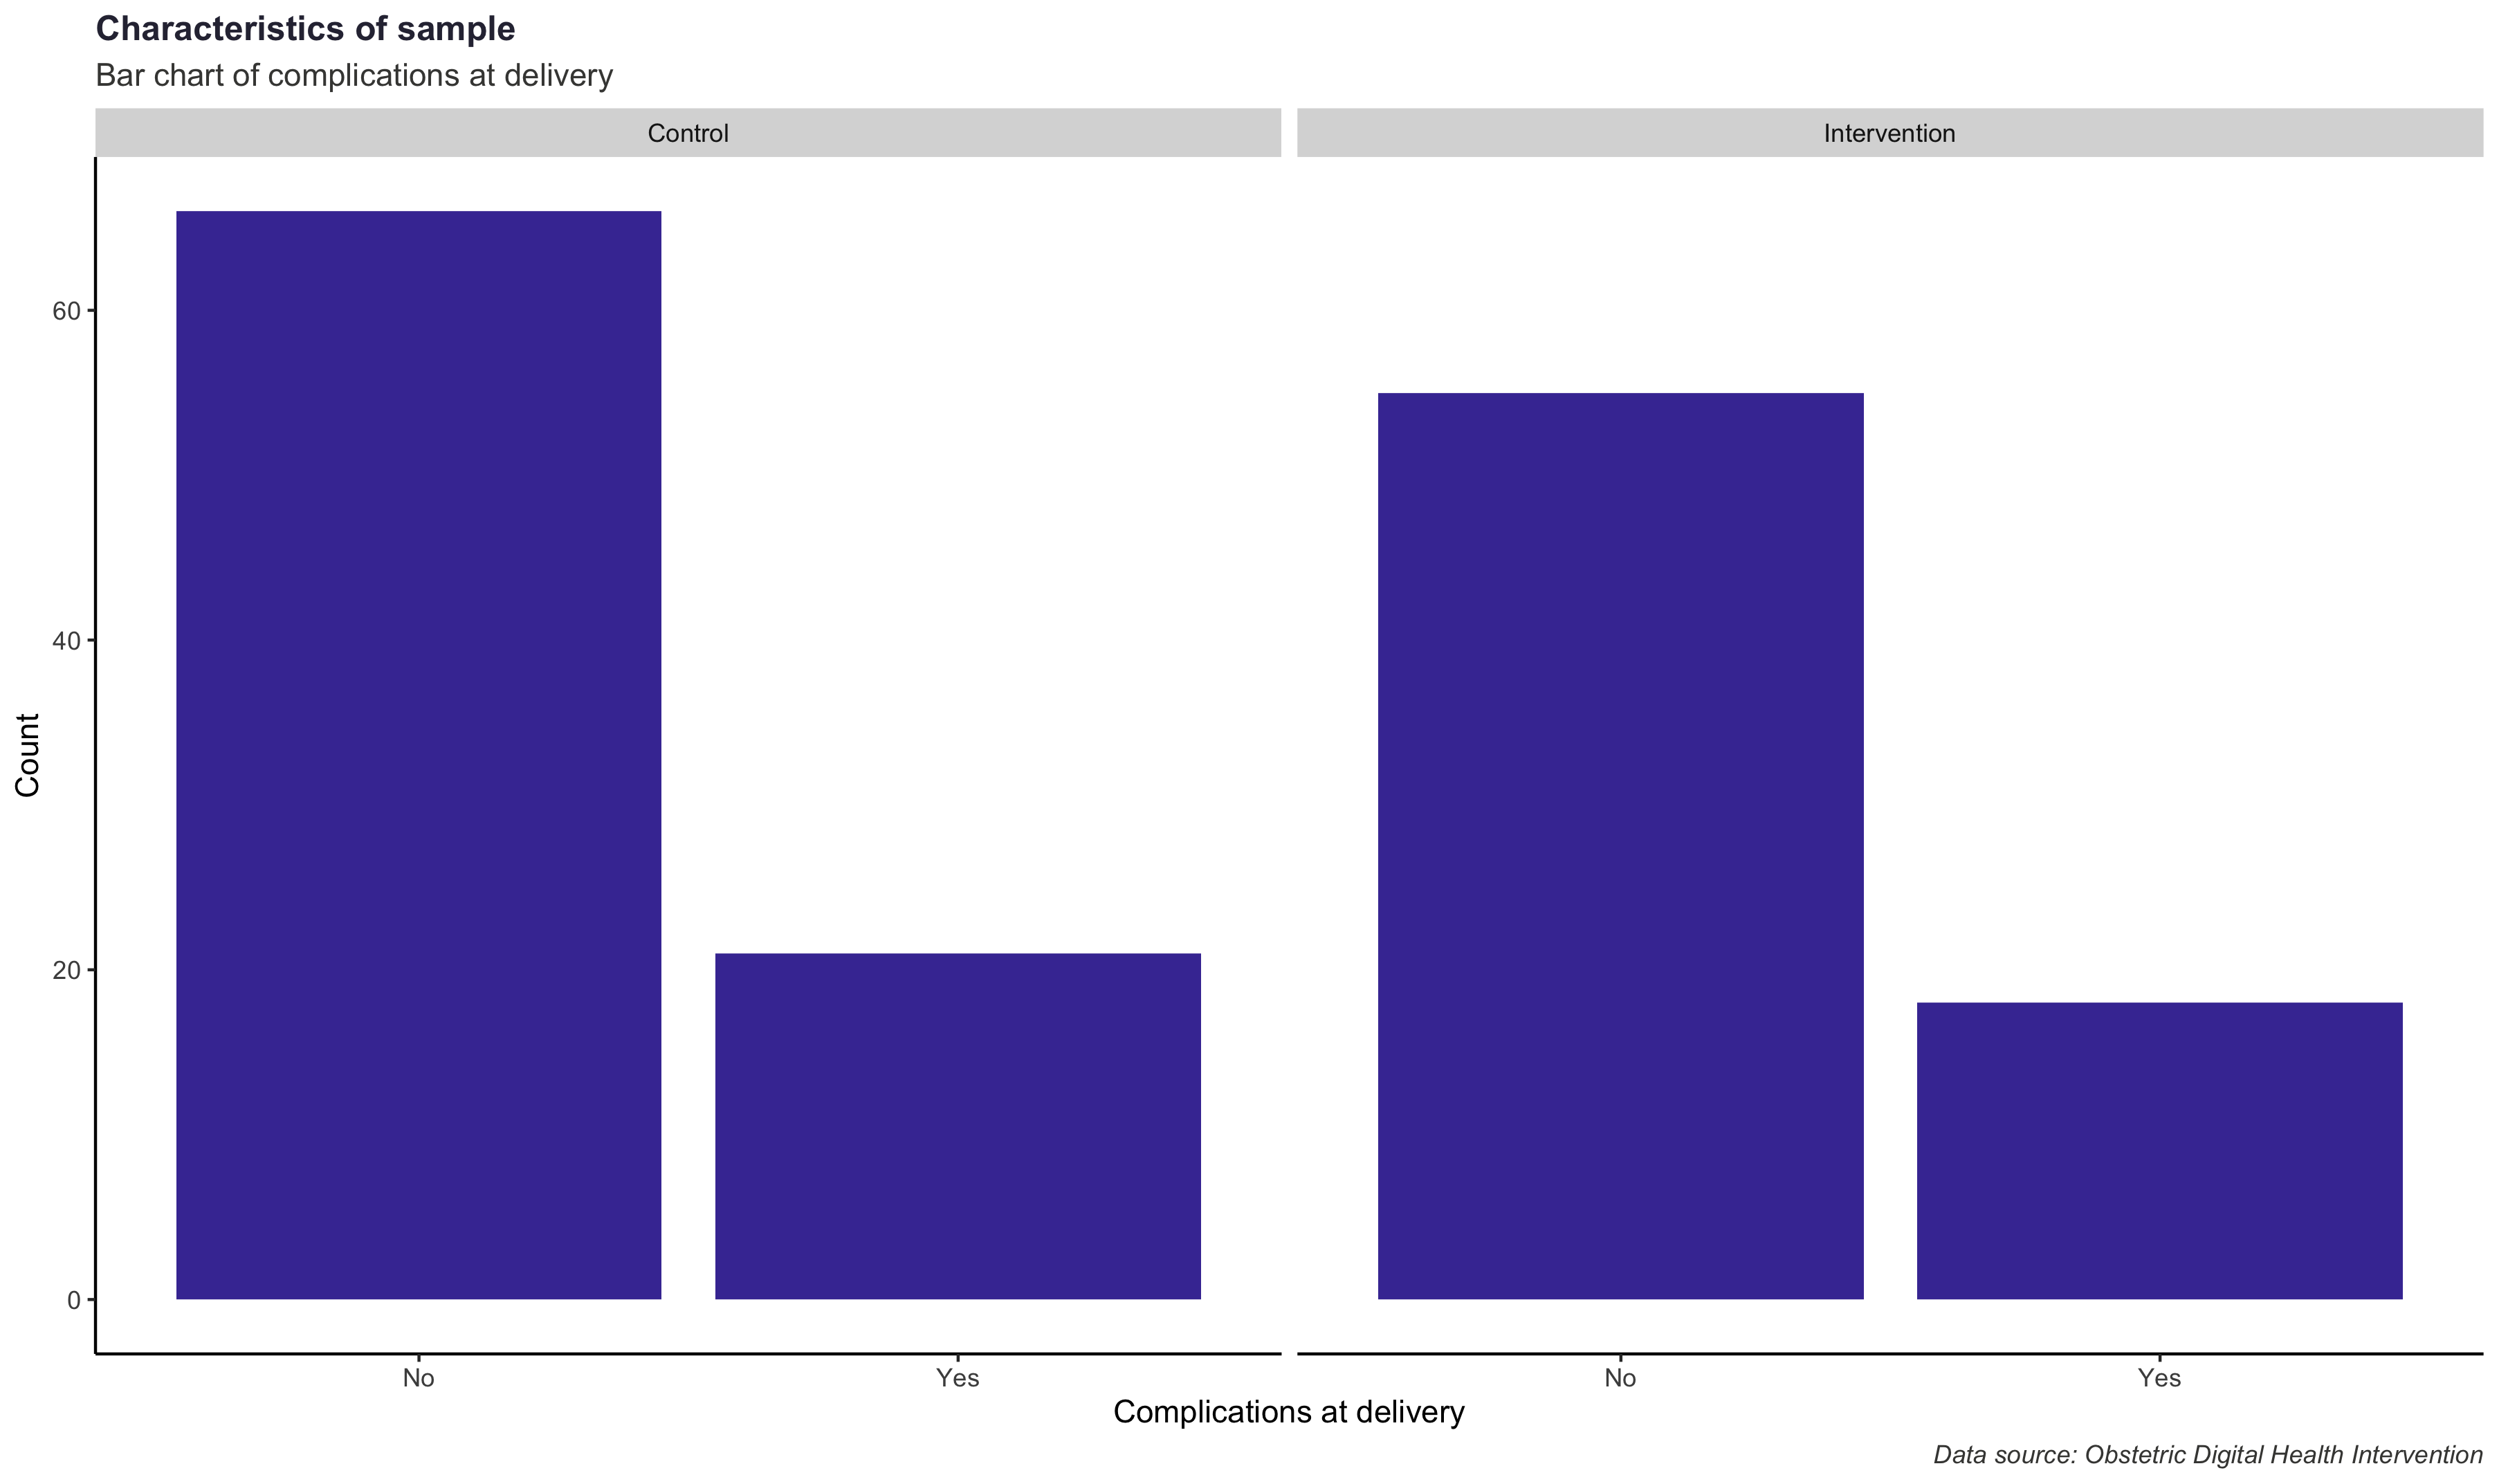 Characteristics of sample
Bar chart of complications at delivery
Control
Intervention
60
40
20
0
Count
No
Yes
No
Yes
Complications at delivery
Data source: Obstetric Digital Health Intervention